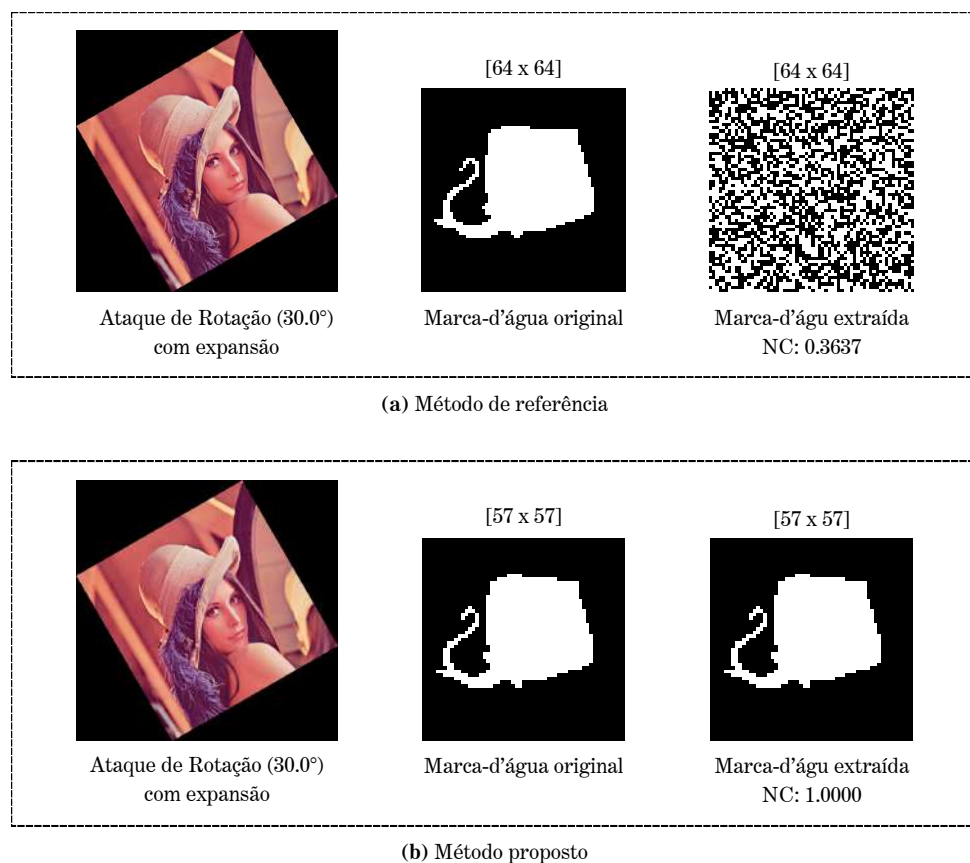 [64 x 64]
[64 x 64]
Ataque de Rotação (30.0°)
com expansão
Marca-d'água original
Marca-d'águ extraída
NC: 0.3637
(a) Método de referência
[57 x 57]
[57 x 57]
Ataque de Rotação (30.0°)
com expansão
Marca-d'água original
Marca-d'águ extraída
NC: 1.0000
(b) Método proposto